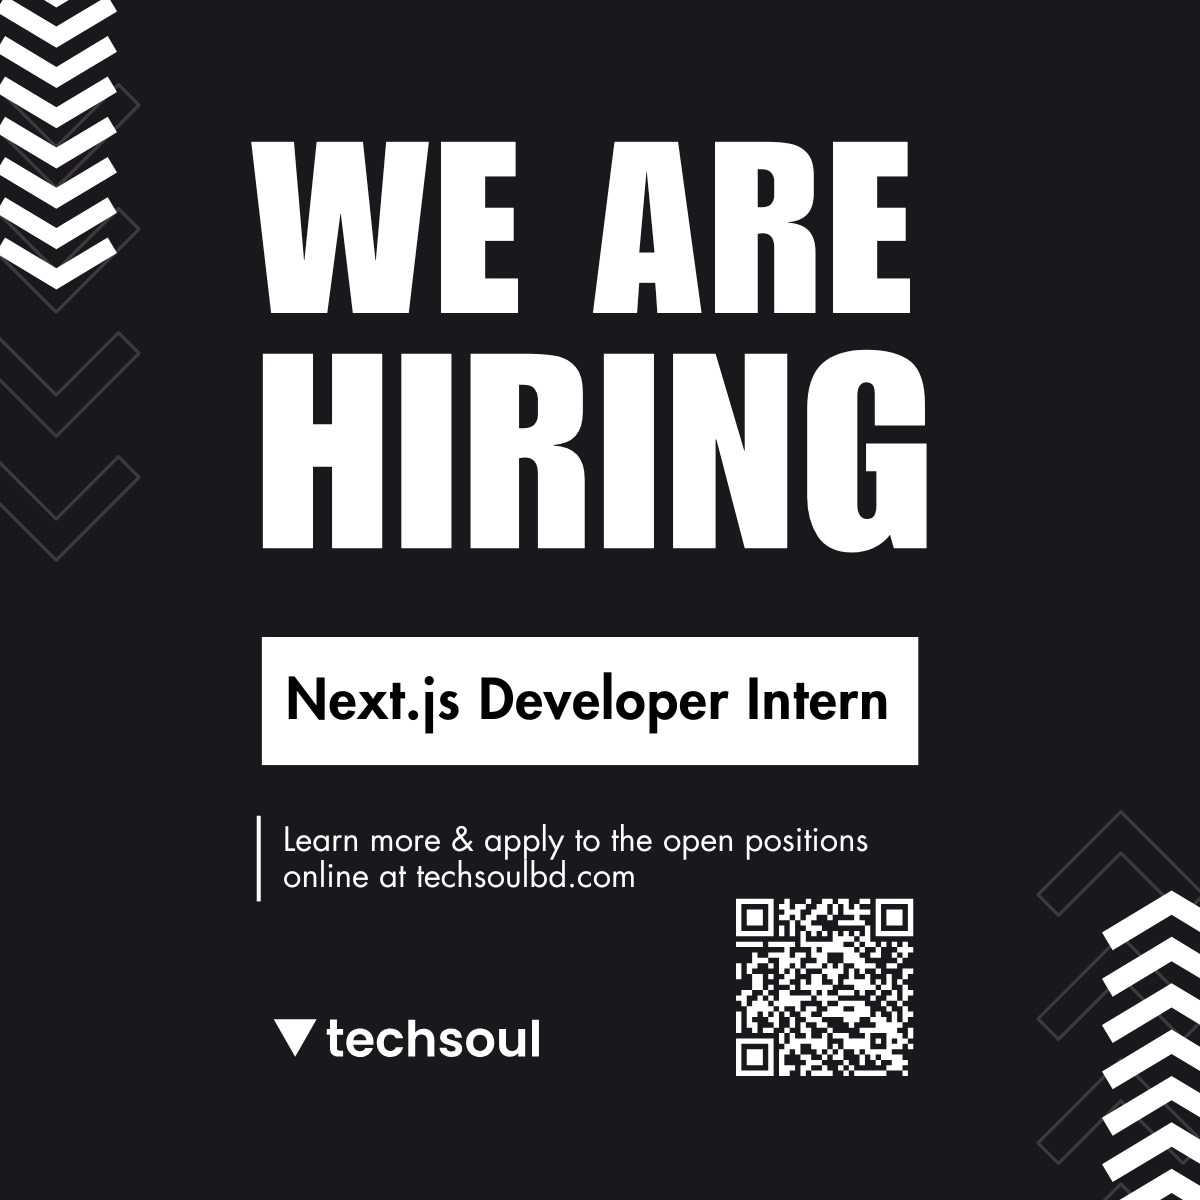 WE ARE
HIRING
Next.js Developer Intern
Learn more & apply to the open positions
online at techsoulbd.com
techsoul